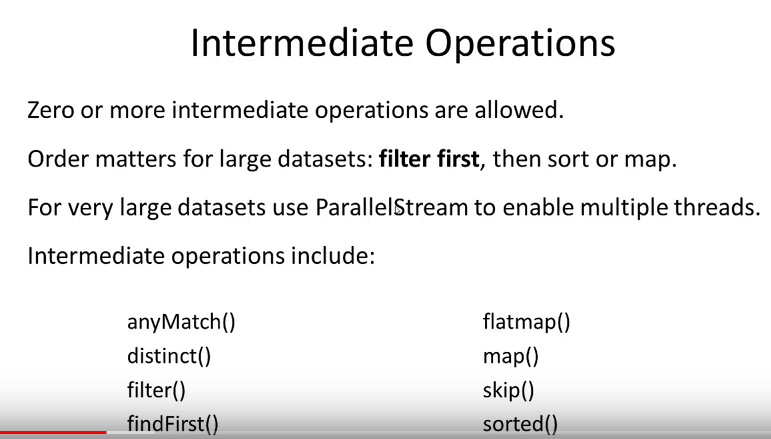 Intermediate Operations
Zero or more intermediate operations are allowed.
Order matters for large datasets: filter first, then sort or map.
For very large datasets use ParallelStream to enable multiple threads.
Intermediate operations include:
anyMatch()
distinct()
filter()
findFirst()
flatmap()
map()
skip()
sorted()